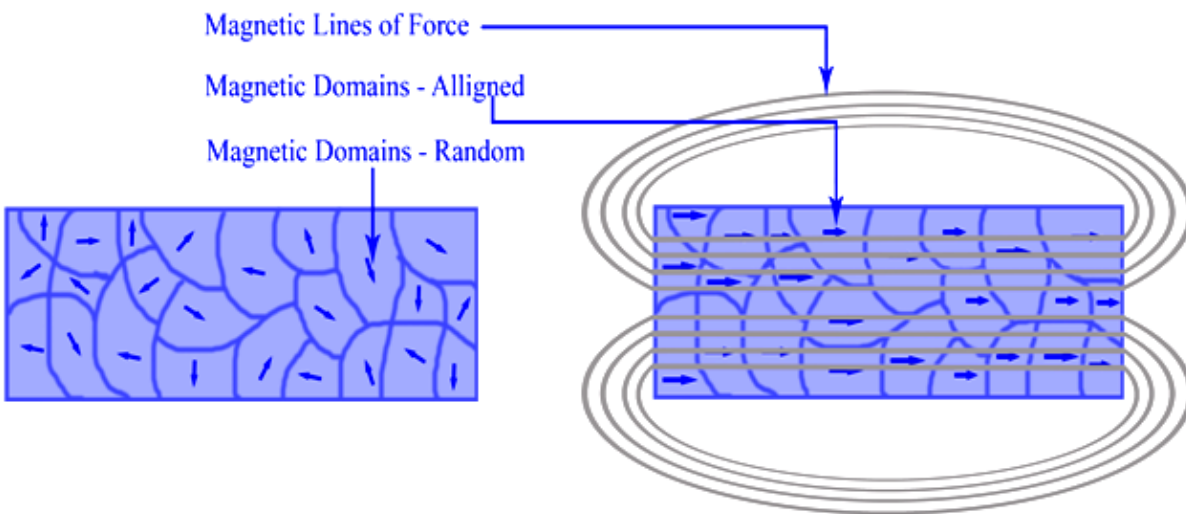 Magnetic Lines of Force
Magnetic Domains - Alligned
Magnetic Domains - Random